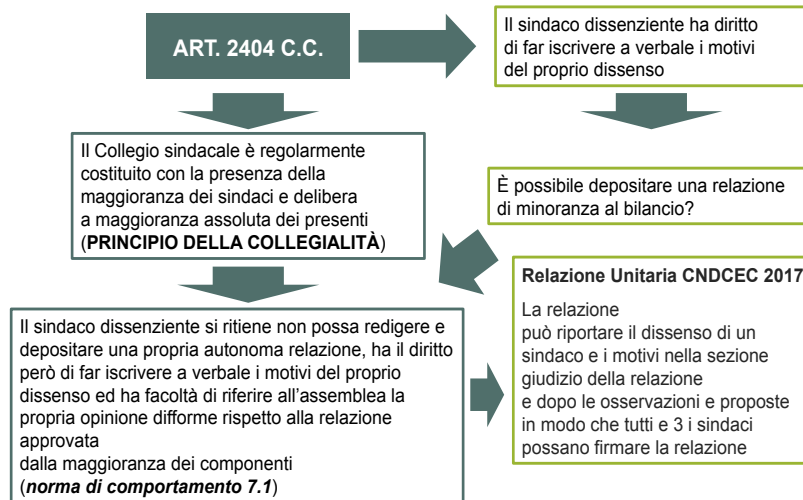 ART. 2404 C.C.
Il sindaco dissenziente ha diritto
di far iscrivere a verbale i motivi
del proprio dissenso
Il Collegio sindacale è regolarmente
costituito con la presenza della
maggioranza dei sindaci e delibera
a maggioranza assoluta dei presenti
(PRINCIPIO DELLA COLLEGIALITÀ)
È possibile depositare una relazione
di minoranza al bilancio?
Il sindaco dissenziente si ritiene non possa redigere e
depositare una propria autonoma relazione, ha il diritto
però di far iscrivere a verbale i motivi del proprio
dissenso ed ha facoltà di riferire all'assemblea la
propria opinione difforme rispetto alla relazione
approvata
dalla maggioranza dei componenti
(norma di comportamento 7.1)
Relazione Unitaria CNDCEC 2017
La relazione
può riportare il dissenso di un
sindaco e i motivi nella sezione
giudizio della relazione
e dopo le osservazioni e proposte
in modo che tutti e 3 i sindaci
possano firmare la relazione